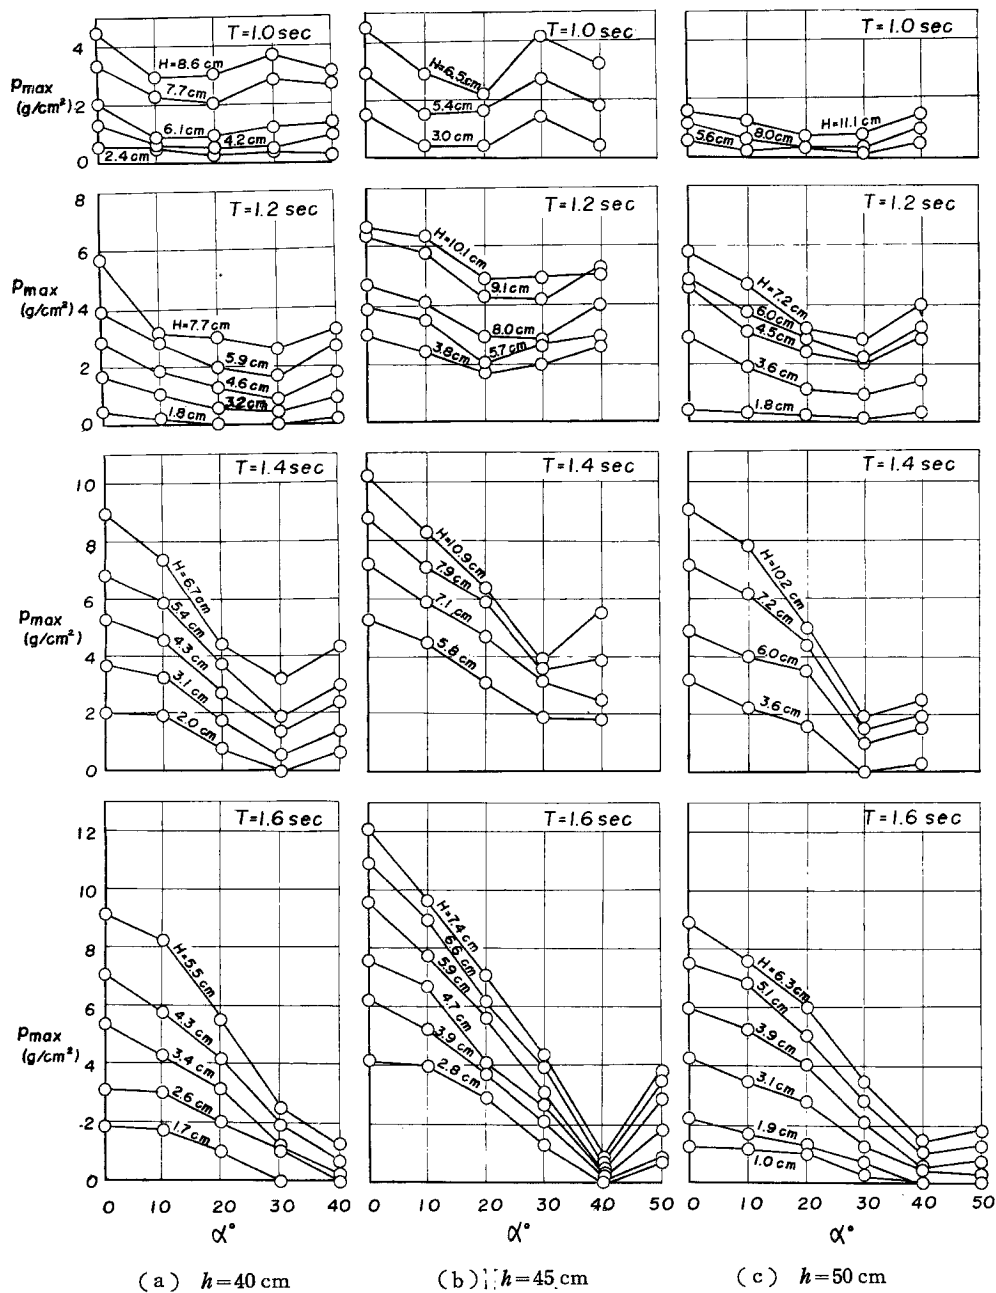 T=1.0 sec
T=1.0 sec
T=1.0 sec
4
Pmax
(g/cm²)
2
0
H=8.6 cm
7.7 cm
6.1 cm
4.2 cm
2.4 cm
H=6.5cm
5.4 cm
3.0 cm
5.6cm
8.0 cm
H=11.1 cm
T=1.2 sec
T=1.2 sec
T=1.2 sec
8
6
Pmax
(g/cm²)
4
2
0
H=7.7 cm
5.9 cm
4.6 cm
3.2 cm
1.8 cm
H=10.1 cm
9.1 cm
8.0 cm
5.7 cm
3.8 cm
H=7.2 cm
6.0 cm
4.5 cm
3.6 cm
1.8 cm
T=1.4 sec
T=1.4 sec
T=1.4 sec
10
8
6
Pmax
(g/cm²)
4
2
0
H=6.7 cm
5.4 cm
4.3 cm
3.1 cm
2.0 cm
H=10.9 cm
7.9 cm
7.1 cm
5.8 cm
H=10.2 cm
7.2 cm
6.0 cm
3.6 cm
T=1.6 sec
T=1.6 sec
T=1.6 sec
12
10
8
6
Pmax
(g/cm²)
4
2
0
H=5.5 cm
4.3 cm
3.4 cm
2.6 cm
1.7 cm
H=7.4 cm
6.6 cm
5.9 cm
4.7 cm
3.9 cm
2.8 cm
H=6.3 cm
5.1 cm
3.9 cm
3.1 cm
1.9 cm
1.0 cm
0 10 20 30 40
0 10 20 30 40 50
0 10 20 30 40 50
α°
α°
α°
(a) h=40 cm
(b) h=45 cm
(c) h=50 cm